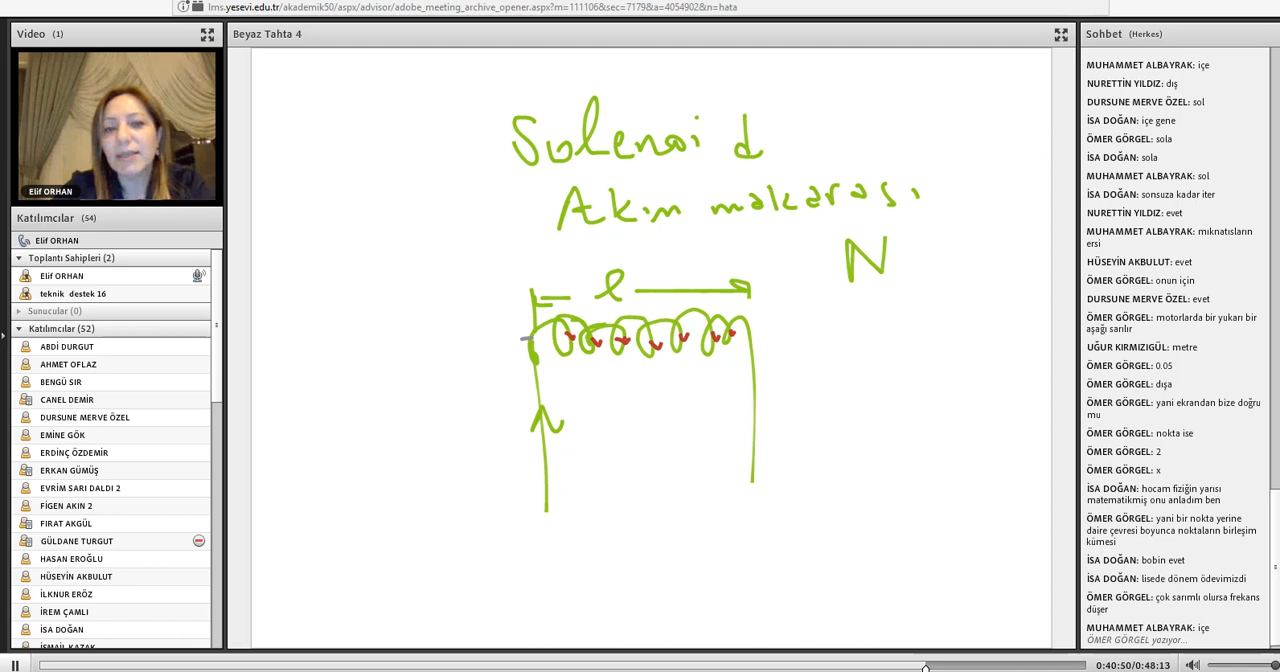 lms.yesevi.edu.tr/akademik50/aspx/advisor/adobe_meeting_archive_opener.aspx?m=111106&sec=7179&a=4054902&n=hata
Video (1)
Elif ORHAN
Katılımcılar (54)
Elif ORHAN
Toplantı Sahipleri (2)
Elif ORHAN
teknik destek 16
Sunucular (0)
Katılımcılar (52)
ABDİ DURGUT
AHMET OFLAZ
BENGÜ SIR
CANEL DEMİR
DURSUNE MERVE ÖZEL
EMİNE GÖK
ERDİNÇ ÖZDEMİR
ERKAN GÜMÜŞ
EVRİM SARI DALDI 2
FİGEN AKIN 2
FIRAT AKGÜL
GÜLDANE TURGUT
HASAN EROĞLU
HÜSEYİN AKBULUT
İLKNUR ERÖZ
İREM ÇAMLI
İSA DOĞAN
İSMAİL KAZAK
Beyaz Tahta 4
Solenoid
Akım makarası
N
l
Sohbet (Herkes)
MUHAMMET ALBAYRAK: içe
NURETTİN YILDIZ: dış
DURSUNE MERVE ÖZEL: sol
İSA DOĞAN: içe gene
ÖMER GÖRGEL: sola
İSA DOĞAN: sola
MUHAMMET ALBAYRAK: sol
İSA DOĞAN: sonsuza kadar iter
NURETTİN YILDIZ: evet
MUHAMMET ALBAYRAK: mıknatısların
ersi
HÜSEYİN AKBULUT: evet
ÖMER GÖRGEL: onun için
DURSUNE MERVE ÖZEL: evet
ÖMER GÖRGEL: motorlarda bir yukarı bir
aşağı sarılır
UĞUR KIRMIZIGÜL: metre
ÖMER GÖRGEL: 0.05
ÖMER GÖRGEL: dışa
ÖMER GÖRGEL: yani ekrandan bize doğru
mu
ÖMER GÖRGEL: nokta ise
ÖMER GÖRGEL: 2
ÖMER GÖRGEL: x
İSA DOĞAN: hocam fiziğin yarısı
matematikmiş onu anladım ben
ÖMER GÖRGEL: yani bir nokta yerine
daire çevresi boyunca noktaların birleşim
kümesi
İSA DOĞAN: bobin evet
İSA DOĞAN: lisede dönem ödevimizdi
ÖMER GÖRGEL: çok sarımlı olursa frekans
düşer
MUHAMMET ALBAYRAK: içe
ÖMER GÖRGEL yazıyor...
0:40:50/0:48:13